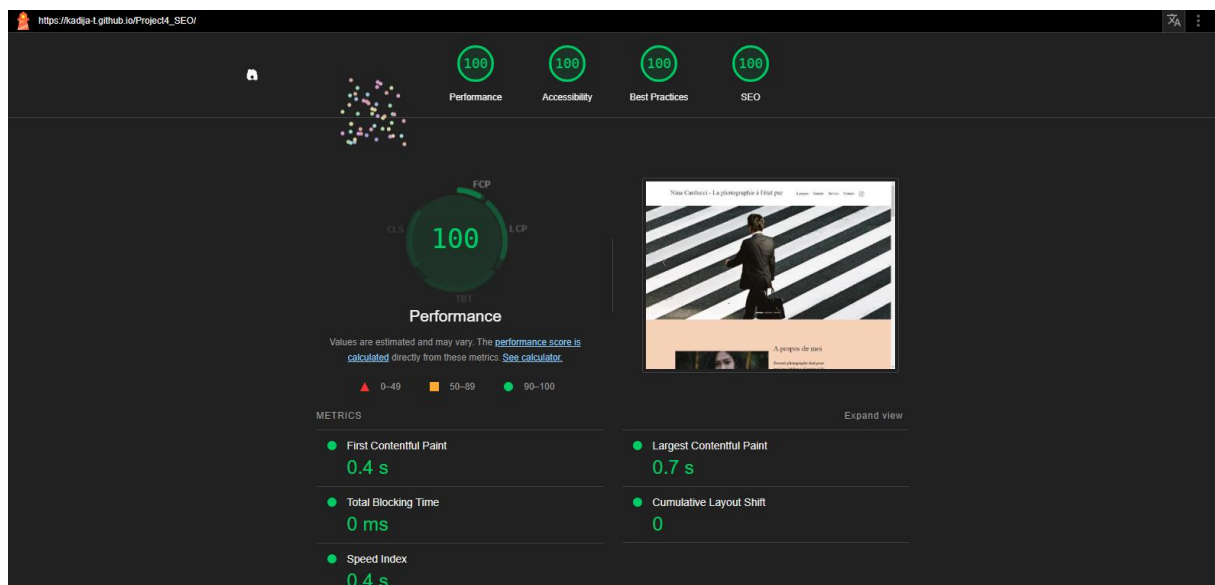 https://kadija-t.github.io/Project4_SEO/
100
100
100
100
Performance
Accessibility
Best Practices
SEO
FCP
CLS
LCP
100
TBT
Performance
Values are estimated and may vary. The performance score is
calculated directly from these metrics. See calculator.
0–49
50–89
90–100
Nina Carducci - La photographie à l'état pur
A propos de moi
METRICS
Expand view
First Contentful Paint
0.4 s
Largest Contentful Paint
0.7 s
Total Blocking Time
0 ms
Cumulative Layout Shift
0
Speed Index
0.4 s